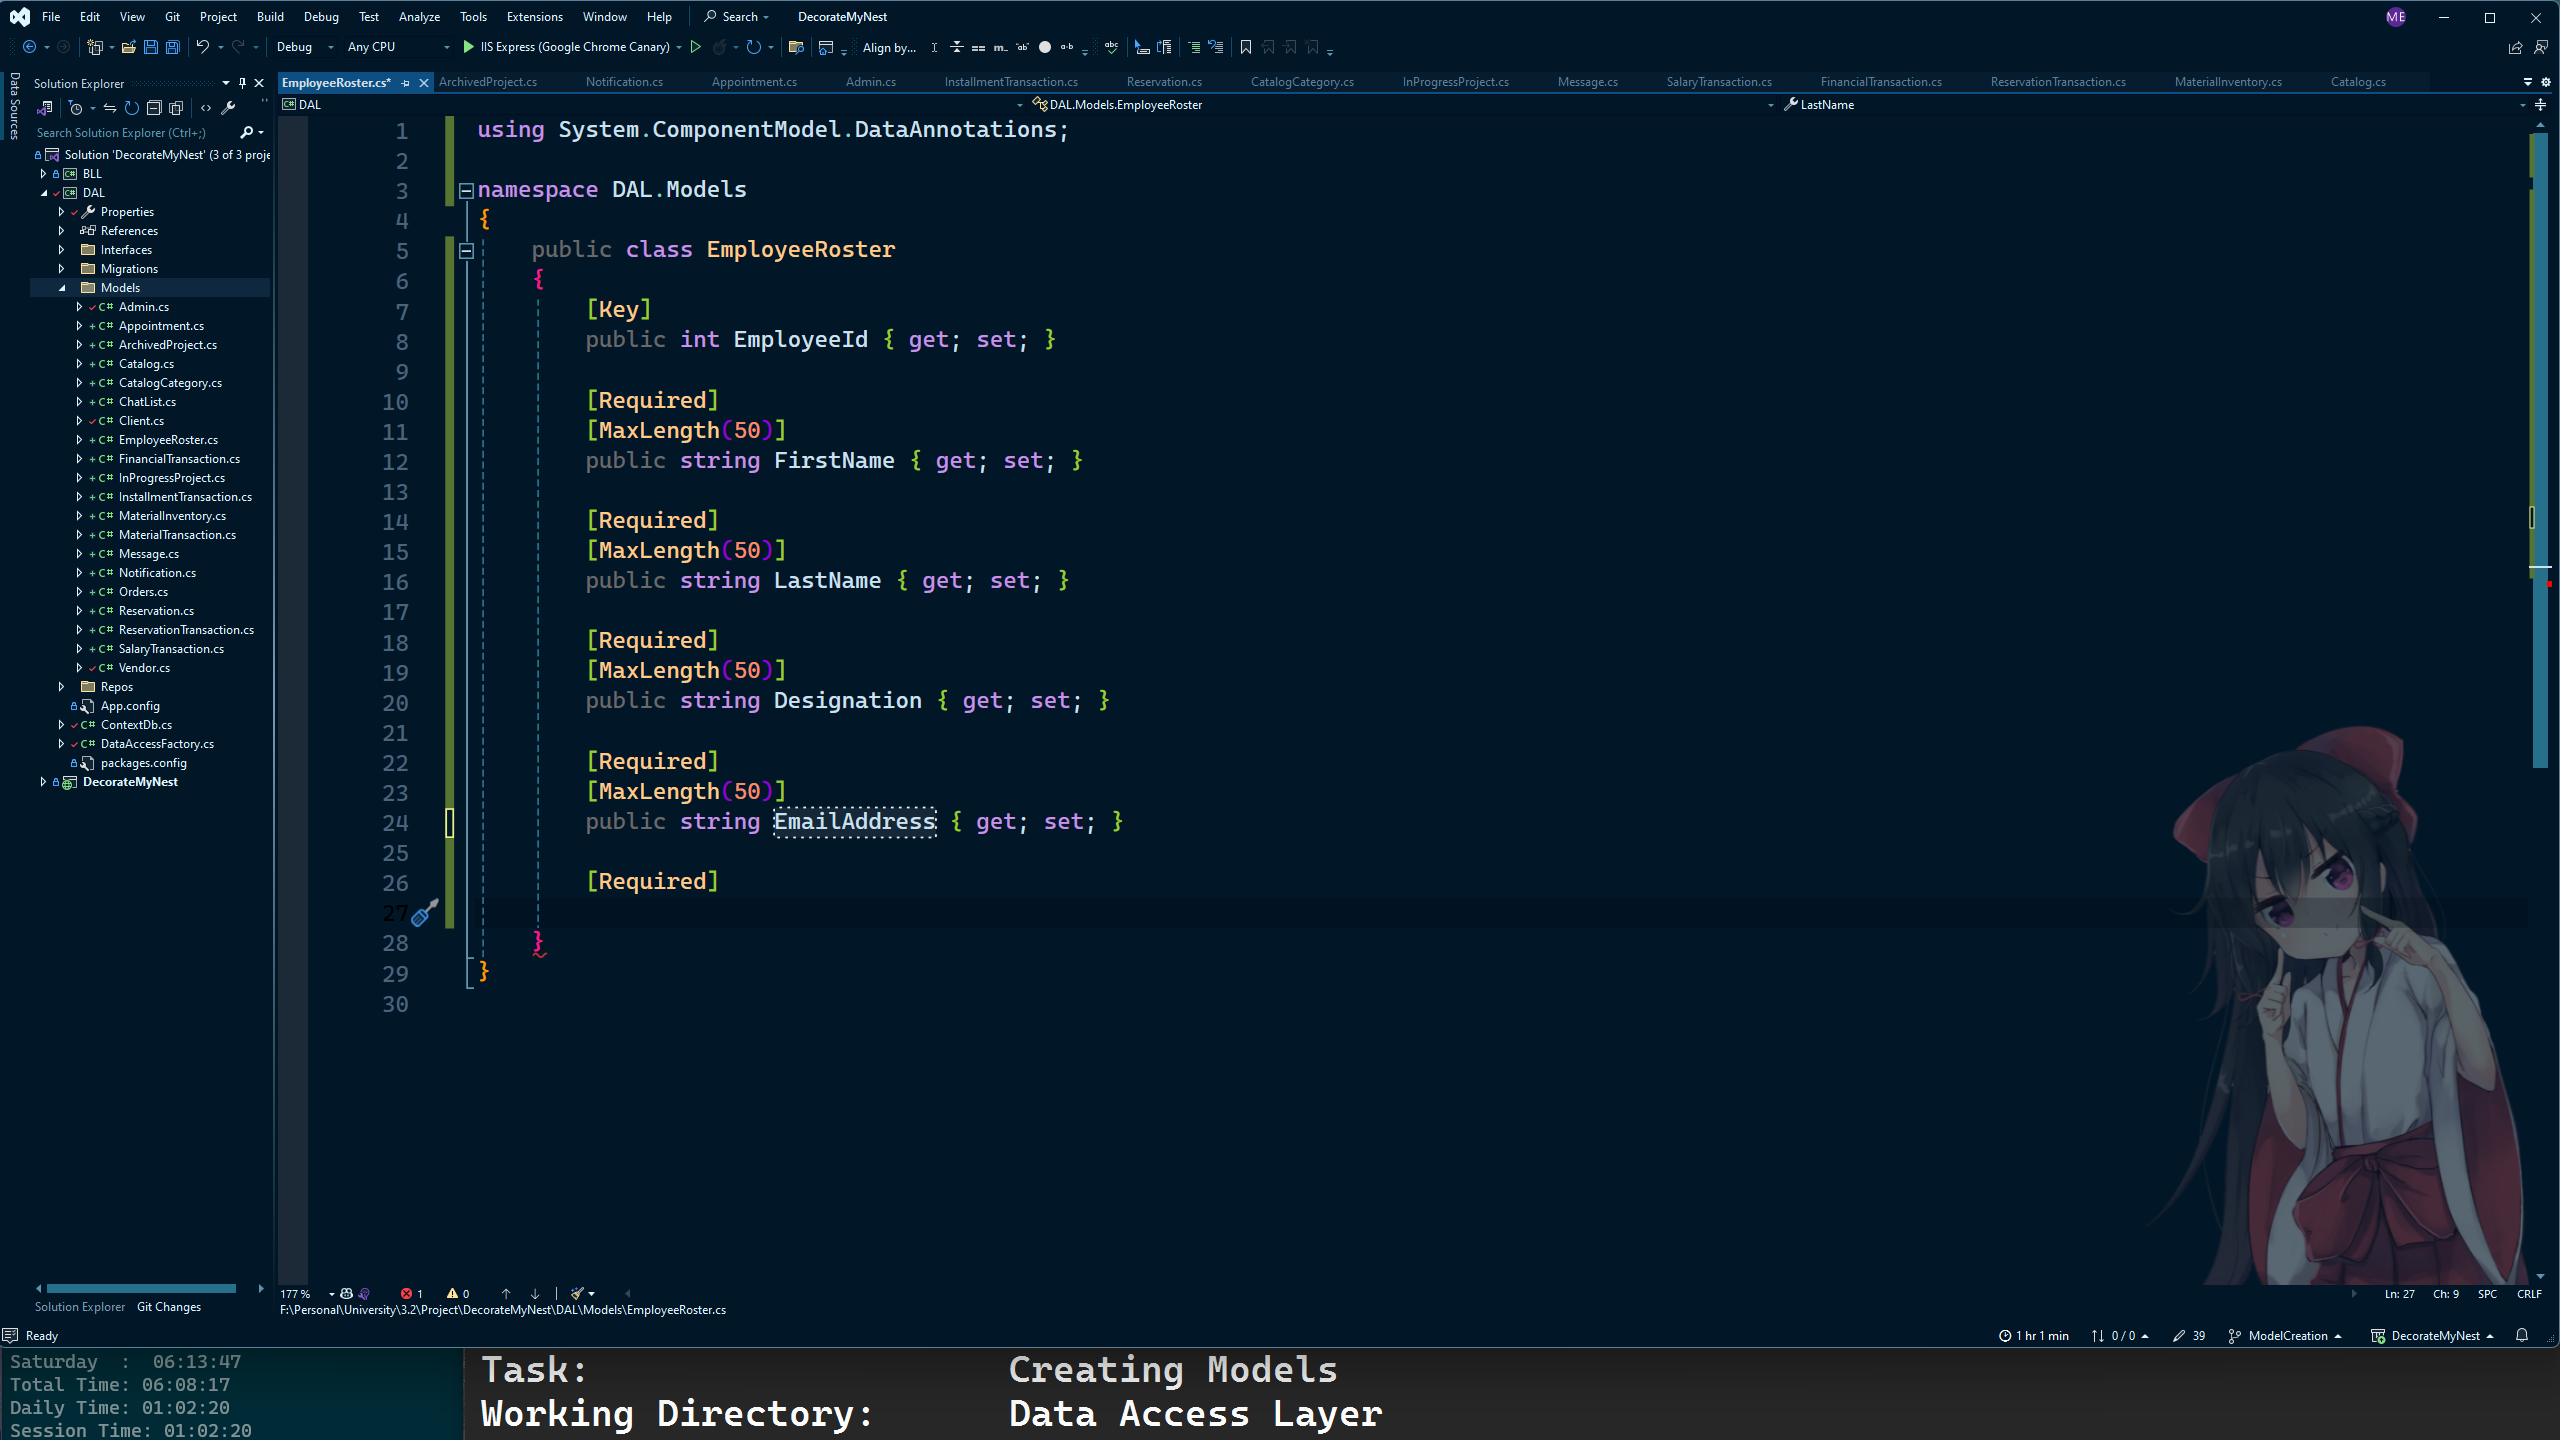 File Edit View Git Project Build Debug Test Analyze Tools Extensions Window Help Search DecorateMyNest ME
Debug Any CPU IIS Express (Google Chrome Canary) Align by...
Data Sources
Solution Explorer
Search Solution Explorer (Ctrl+;)
Solution 'DecorateMyNest' (3 of 3 proje
BLL
DAL
Properties
References
Interfaces
Migrations
Models
C# Admin.cs
C# Appointment.cs
C# ArchivedProject.cs
C# Catalog.cs
C# CatalogCategory.cs
C# ChatList.cs
C# Client.cs
C# EmployeeRoster.cs
C# FinancialTransaction.cs
C# InProgressProject.cs
C# InstallmentTransaction.cs
C# MaterialInventory.cs
C# MaterialTransaction.cs
C# Message.cs
C# Notification.cs
C# Orders.cs
C# Reservation.cs
C# ReservationTransaction.cs
C# SalaryTransaction.cs
C# Vendor.cs
Repos
App.config
C# ContextDb.cs
C# DataAccessFactory.cs
packages.config
DecorateMyNest
Solution Explorer Git Changes
EmployeeRoster.cs* ArchivedProject.cs Notification.cs Appointment.cs Admin.cs InstallmentTransaction.cs Reservation.cs CatalogCategory.cs InProgressProject.cs Message.cs SalaryTransaction.cs FinancialTransaction.cs ReservationTransaction.cs MaterialInventory.cs Catalog.cs
DAL DAL.Models.EmployeeRoster LastName
1 using System.ComponentModel.DataAnnotations;
2
3 namespace DAL.Models
4 {
5 public class EmployeeRoster
6 {
7 [Key]
8 public int EmployeeId { get; set; }
9
10 [Required]
11 [MaxLength(50)]
12 public string FirstName { get; set; }
13
14 [Required]
15 [MaxLength(50)]
16 public string LastName { get; set; }
17
18 [Required]
19 [MaxLength(50)]
20 public string Designation { get; set; }
21
22 [Required]
23 [MaxLength(50)]
24 public string EmailAddress { get; set; }
25
26 [Required]
27
28 }
29 }
30
177 % 1 0 Ln: 27 Ch: 9 SPC CRLF
F:\Personal\University\3.2\Project\DecorateMyNest\DAL\Models\EmployeeRoster.cs
Ready 1 hr 1 min 0 / 0 39 ModelCreation DecorateMyNest
Saturday : 06:13:47
Total Time: 06:08:17
Daily Time: 01:02:20
Session Time: 01:02:20
Task: Creating Models
Working Directory: Data Access Layer